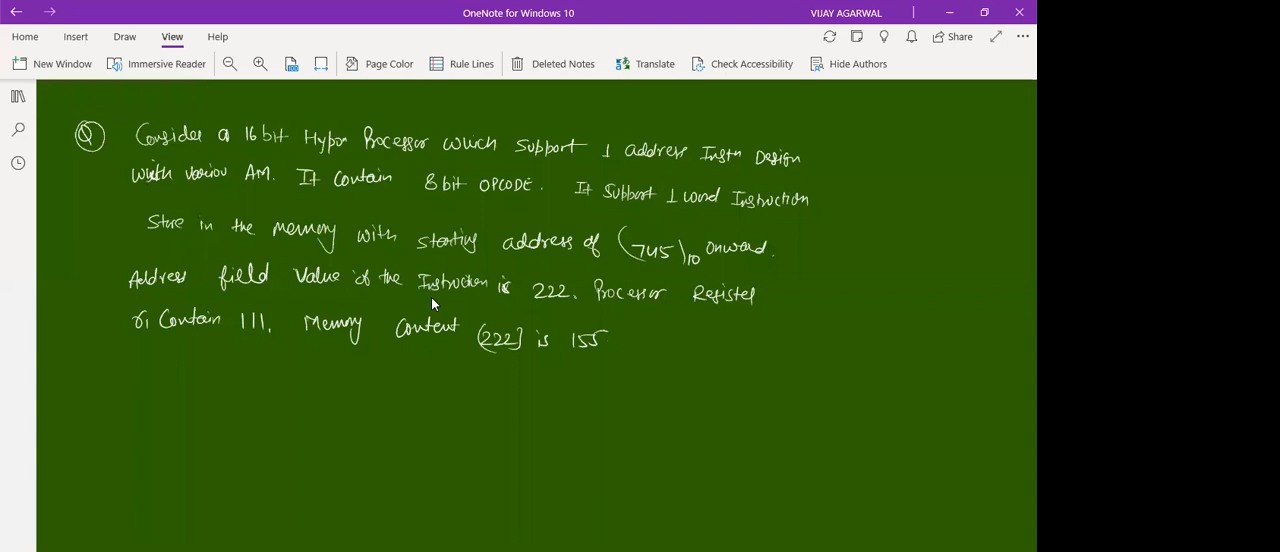 OneNote for Windows 10
VIJAY AGARWAL
Home Insert Draw View Help
Share
New Window Immersive Reader Page Color Rule Lines Deleted Notes Translate Check Accessibility Hide Authors
Q Consider a 16 bit Hypo Processor which support 1 address Instn Design
with variou AM. It Contain 8 bit OPCODE. It Support 1 word Instruction
Store in the memory with starting address of (745)10 onward.
Address field value of the Instruction is 222. Processor Register
r1 Contain 111. Memory Content [222] is 155